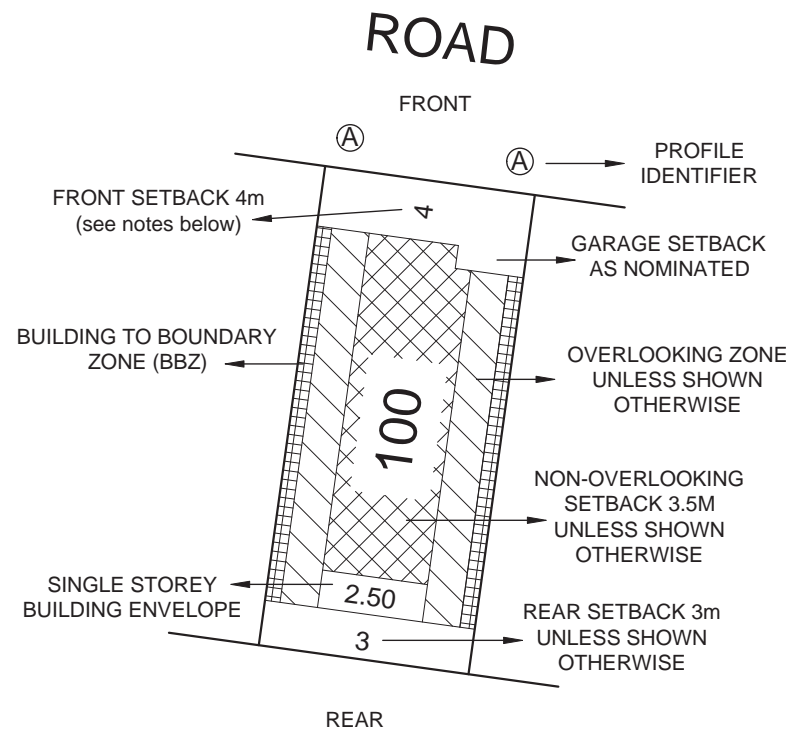 ROAD
FRONT
A
A
PROFILE
IDENTIFIER
FRONT SETBACK 4m
(see notes below)
4
GARAGE SETBACK
AS NOMINATED
BUILDING TO BOUNDARY
ZONE (BBZ)
OVERLOOKING ZONE
UNLESS SHOWN
OTHERWISE
100
NON-OVERLOOKING
SETBACK 3.5M
UNLESS SHOWN
OTHERWISE
SINGLE STOREY
BUILDING ENVELOPE
2.50
REAR SETBACK 3m
UNLESS SHOWN
OTHERWISE
3
REAR